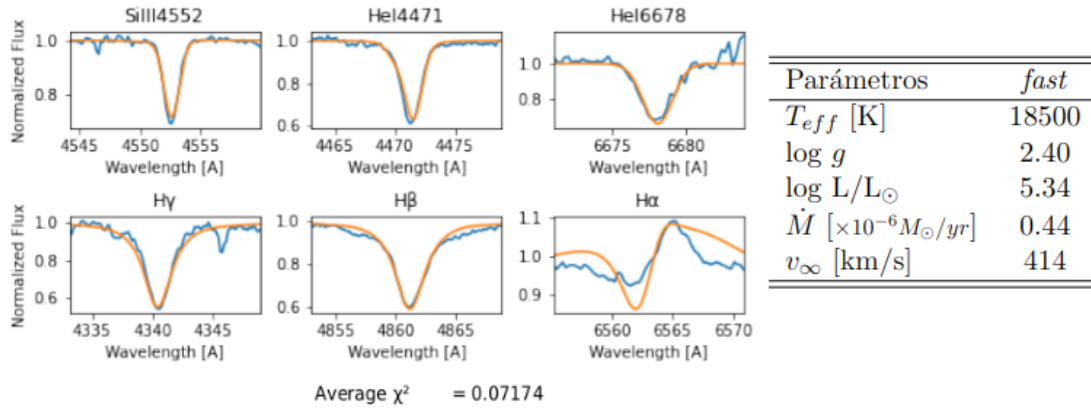 SiIII4552 HeI4471 HeI6678
Normalized Flux
1.0
0.8
4545 4550 4555
Wavelength [A]
1.0
0.8
0.6
4465 4470 4475
Wavelength [A]
1.0
0.8
6675 6680
Wavelength [A]
Hγ Hβ Hα
Normalized Flux
1.0
0.8
0.6
4335 4340 4345
Wavelength [A]
1.0
0.8
0.6
4855 4860 4865
Wavelength [A]
1.1
1.0
0.9
6560 6565 6570
Wavelength [A]
Average χ² = 0.07174
Parámetros fast
T_eff [K] 18500
log g 2.40
log L/L⊙ 5.34
Ṁ [×10⁻⁶M⊙/yr] 0.44
v∞ [km/s] 414